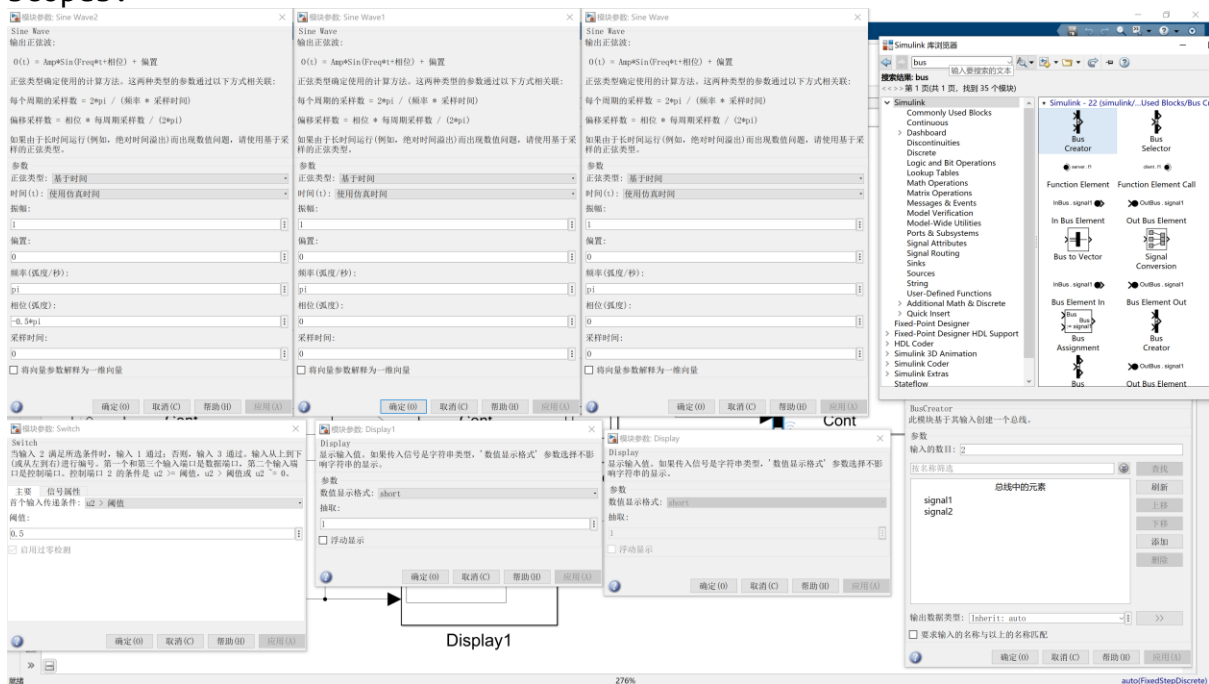 scopes.
模块参数: Sine Wave2
Sine Wave
输出正弦波:
O(t) = Amp*Sin(Freq*t+相位) + 偏置
正弦类型确定使用的计算方法。这两种类型的参数通过以下方式相关联:
每个周期的采样数 = 2*pi / (频率 * 采样时间)
偏移采样数 = 相位 * 每周期采样数 / (2*pi)
如果由于长时间运行(例如，绝对时间溢出)而出现数值问题，请使用基于采
样的正弦类型。
参数
正弦类型: 基于时间
时间(t): 使用仿真时间
振幅:
1
偏置:
0
频率(弧度/秒):
pi
相位(弧度):
-0.5*pi
采样时间:
0
将向量参数解释为一维向量
确定(O) 取消(C) 帮助(H) 应用(A)
模块参数: Sine Wave1
Sine Wave
输出正弦波:
O(t) = Amp*Sin(Freq*t+相位) + 偏置
正弦类型确定使用的计算方法。这两种类型的参数通过以下方式相关联:
每个周期的采样数 = 2*pi / (频率 * 采样时间)
偏移采样数 = 相位 * 每周期采样数 / (2*pi)
如果由于长时间运行(例如，绝对时间溢出)而出现数值问题，请使用基于采
样的正弦类型。
参数
正弦类型: 基于时间
时间(t): 使用仿真时间
振幅:
1
偏置:
0
频率(弧度/秒):
pi
相位(弧度):
0
采样时间:
0
将向量参数解释为一维向量
确定(O) 取消(C) 帮助(H) 应用(A)
模块参数: Sine Wave
Sine Wave
输出正弦波:
O(t) = Amp*Sin(Freq*t+相位) + 偏置
正弦类型确定使用的计算方法。这两种类型的参数通过以下方式相关联:
每个周期的采样数 = 2*pi / (频率 * 采样时间)
偏移采样数 = 相位 * 每周期采样数 / (2*pi)
如果由于长时间运行(例如，绝对时间溢出)而出现数值问题，请使用基于采
样的正弦类型。
参数
正弦类型: 基于时间
时间(t): 使用仿真时间
振幅:
1
偏置:
0
频率(弧度/秒):
pi
相位(弧度):
0
采样时间:
0
将向量参数解释为一维向量
确定(O) 取消(C) 帮助(H) 应用(A)
Simulink 库浏览器
bus
输入要搜索的文本
搜索结果: bus
<< >> 第 1 页(共 1 页，找到 35 个模块)
Simulink
Commonly Used Blocks
Continuous
Dashboard
Discontinuities
Discrete
Logic and Bit Operations
Lookup Tables
Math Operations
Matrix Operations
Messages & Events
Model Verification
Model-Wide Utilities
Ports & Subsystems
Signal Attributes
Signal Routing
Sinks
Sources
String
User-Defined Functions
Additional Math & Discrete
Quick Insert
Fixed-Point Designer
Fixed-Point Designer HDL Support
HDL Coder
Simulink 3D Animation
Simulink Coder
Simulink Extras
Stateflow
Simulink - 22 (simulink/...Used Blocks/Bus Cr
Bus Creator
Bus Selector
server. f1
client. f1
Function Element
Function Element Call
InBus . signal1
OutBus . signal1
In Bus Element
Out Bus Element
Bus to Vector
Signal Conversion
InBus . signal1
OutBus . signal1
Bus Element In
Bus Element Out
Bus
Bus
:= signal1
Bus Assignment
Bus Creator
OutBus . signal1
Bus
Out Bus Element
Cont
模块参数: Switch
Switch
当输入 2 满足所选条件时，输入 1 通过；否则，输入 3 通过。输入从上到下
(或从左到右)进行编号。第一个和第三个输入端口是数据端口。第二个输入端
口是控制端口。控制端口 2 的条件是 u2 >= 阈值，u2 > 阈值或 u2 ~= 0。
主要 信号属性
首个输入传递条件: u2 > 阈值
阈值:
0.5
启用过零检测
确定(O) 取消(C) 帮助(H) 应用(A)
模块参数: Display1
Display
显示输入值。如果传入信号是字符串类型，'数值显示格式' 参数选择不影
响字符串的显示。
参数
数值显示格式: short
抽取:
1
浮动显示
确定(O) 取消(C) 帮助(H) 应用(A)
模块参数: Display
Display
显示输入值。如果传入信号是字符串类型，'数值显示格式' 参数选择不影
响字符串的显示。
参数
数值显示格式: short
抽取:
1
浮动显示
确定(O) 取消(C) 帮助(H) 应用(A)
BusCreator
此模块基于其输入创建一个总线。
参数
输入的数目: 2
按名称筛选
查找
总线中的元素
signal1
signal2
刷新
上移
下移
添加
删除
输出数据类型: Inherit: auto
>>
要求输入的名称与以上的名称匹配
确定(O) 取消(C) 帮助(H) 应用(A)
Display1
»
就绪
276%
auto(FixedStepDiscrete)